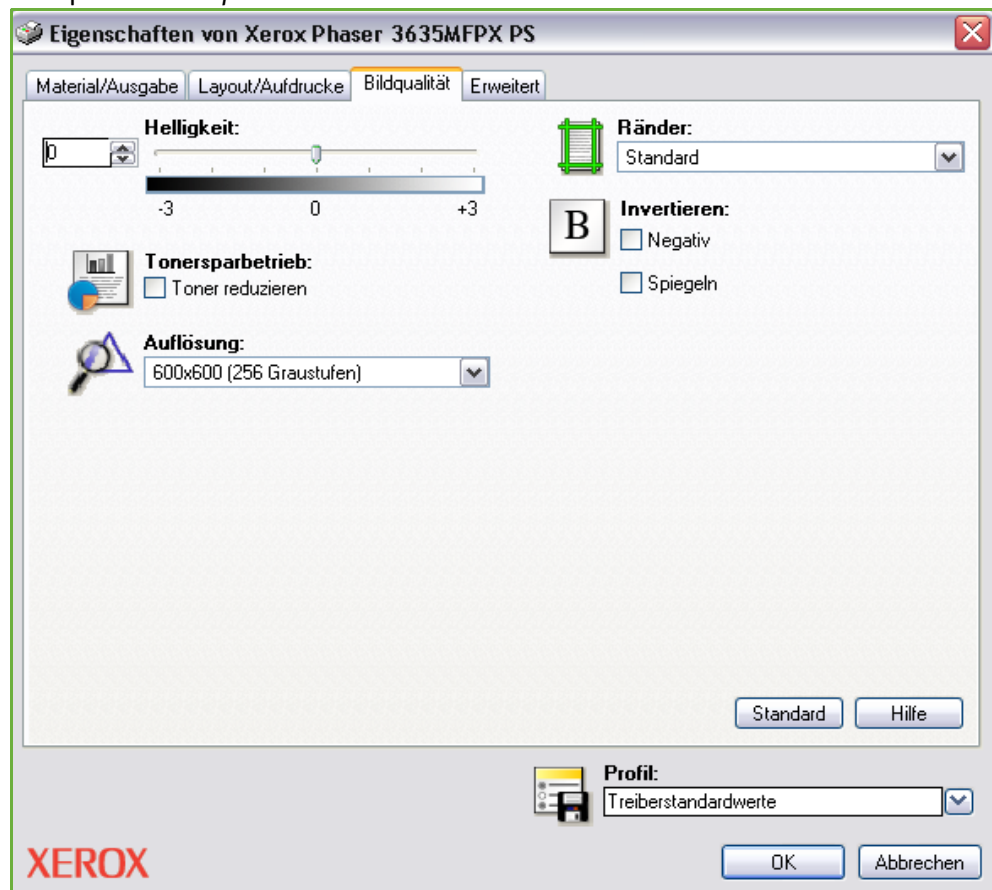 Eigenschaften von Xerox Phaser 3635MFPX PS
Material/Ausgabe
Layout/Aufdrucke
Bildqualität
Erweitert
Helligkeit:
0
-3
0
+3
Tonersparbetrieb:
Toner reduzieren
Auflösung:
600x600 (256 Graustufen)
Ränder:
Standard
B
Invertieren:
Negativ
Spiegeln
Standard
Hilfe
Profil:
Treiberstandardwerte
XEROX
OK
Abbrechen